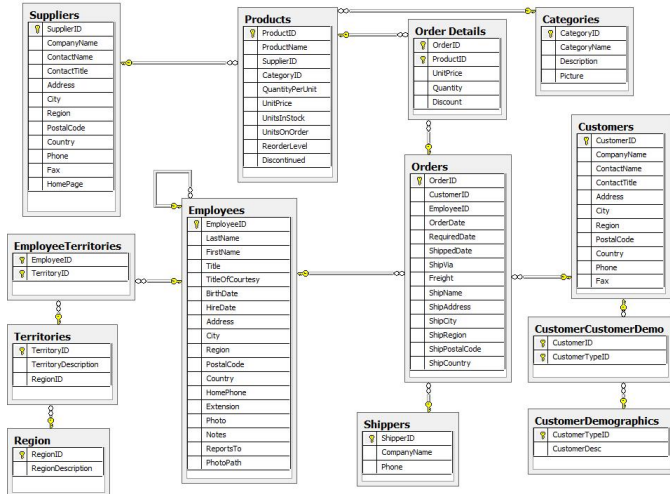 Suppliers
SupplierID
CompanyName
ContactName
ContactTitle
Address
City
Region
PostalCode
Country
Phone
Fax
HomePage
Products
ProductID
ProductName
SupplierID
CategoryID
QuantityPerUnit
UnitPrice
UnitsInStock
UnitsOnOrder
ReorderLevel
Discontinued
Order Details
OrderID
ProductID
UnitPrice
Quantity
Discount
Categories
CategoryID
CategoryName
Description
Picture
Customers
CustomerID
CompanyName
ContactName
ContactTitle
Address
City
Region
PostalCode
Country
Phone
Fax
Orders
OrderID
CustomerID
EmployeeID
OrderDate
RequiredDate
ShippedDate
ShipVia
Freight
ShipName
ShipAddress
ShipCity
ShipRegion
ShipPostalCode
ShipCountry
Employees
EmployeeID
LastName
FirstName
Title
TitleOfCourtesy
BirthDate
HireDate
Address
City
Region
PostalCode
Country
HomePhone
Extension
Photo
Notes
ReportsTo
PhotoPath
EmployeeTerritories
EmployeeID
TerritoryID
Territories
TerritoryID
TerritoryDescription
RegionID
Region
RegionID
RegionDescription
Shippers
ShipperID
CompanyName
Phone
CustomerCustomerDemo
CustomerID
CustomerTypeID
CustomerDemographics
CustomerTypeID
CustomerDesc